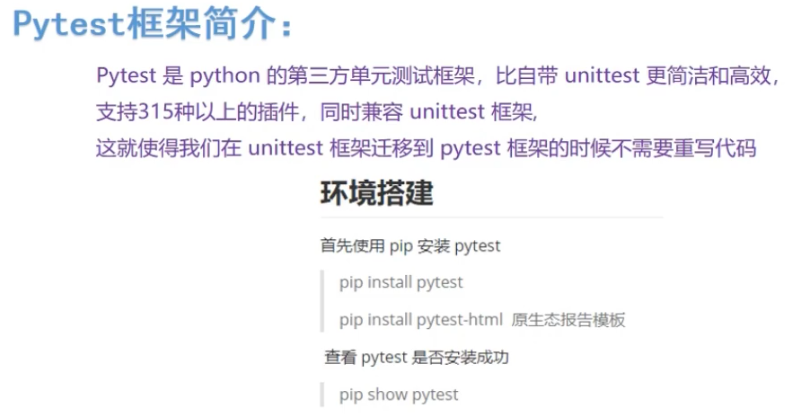 Pytest框架简介：
Pytest 是 python 的第三方单元测试框架，比自带 unittest 更简洁和高效，
支持315种以上的插件，同时兼容 unittest 框架,
这就使得我们在 unittest 框架迁移到 pytest 框架的时候不需要重写代码
环境搭建
首先使用 pip 安装 pytest
pip install pytest
pip install pytest-html 原生态报告模板
查看 pytest 是否安装成功
pip show pytest